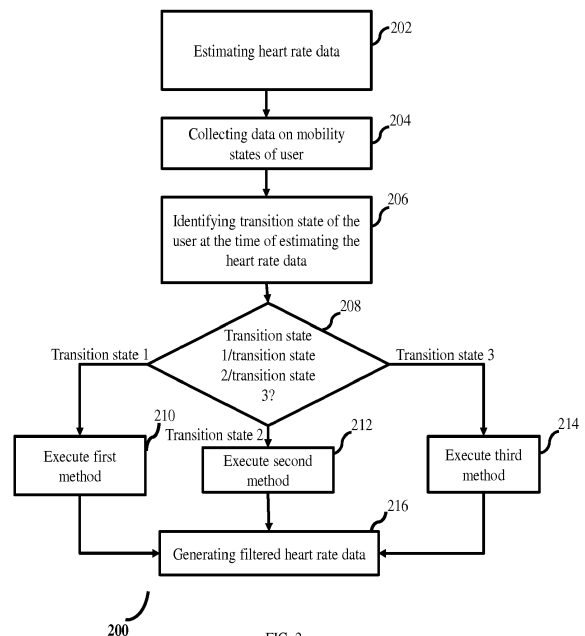 202
Estimating heart rate data
204
Collecting data on mobility
states of user
206
Identifying transition state of the
user at the time of estimating the
heart rate data
208
Transition state
1/transition state
2/transition state
3?
Transition state 1
Transition state 3
Transition state 2
210
Execute first
method
212
Execute second
method
214
Execute third
method
216
Generating filtered heart rate data
200